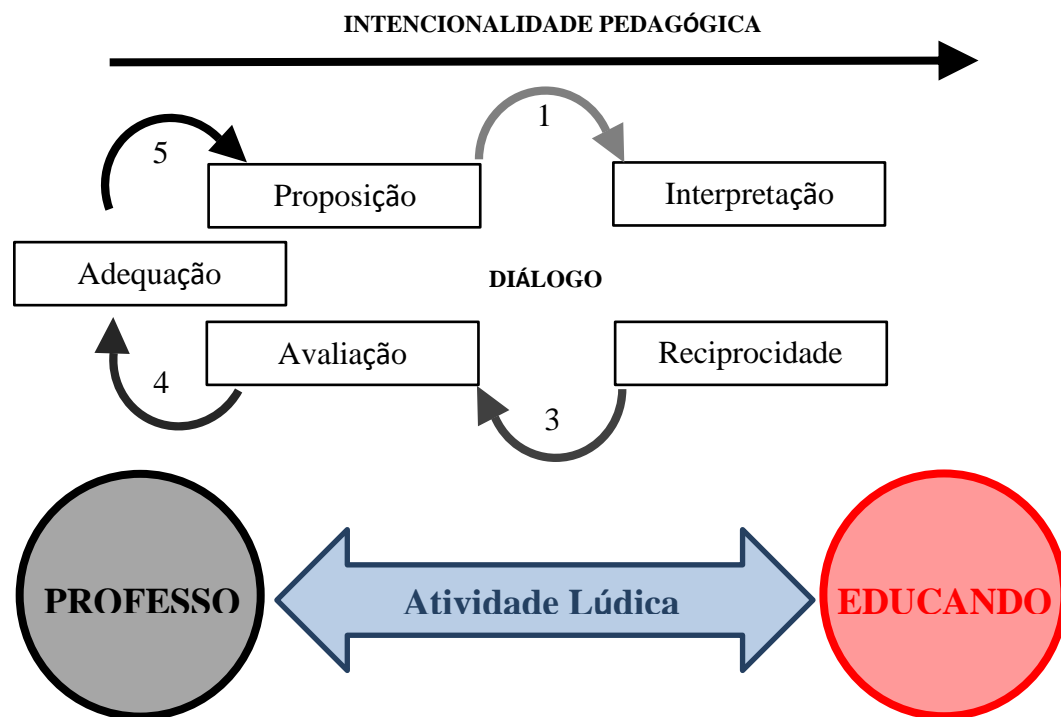 INTENCIONALIDADE PEDAGÓGICA
1
5
Proposição
Interpretação
Adequação
DIÁLOGO
Avaliação
Reciprocidade
4
3
PROFESSO
Atividade Lúdica
EDUCANDO